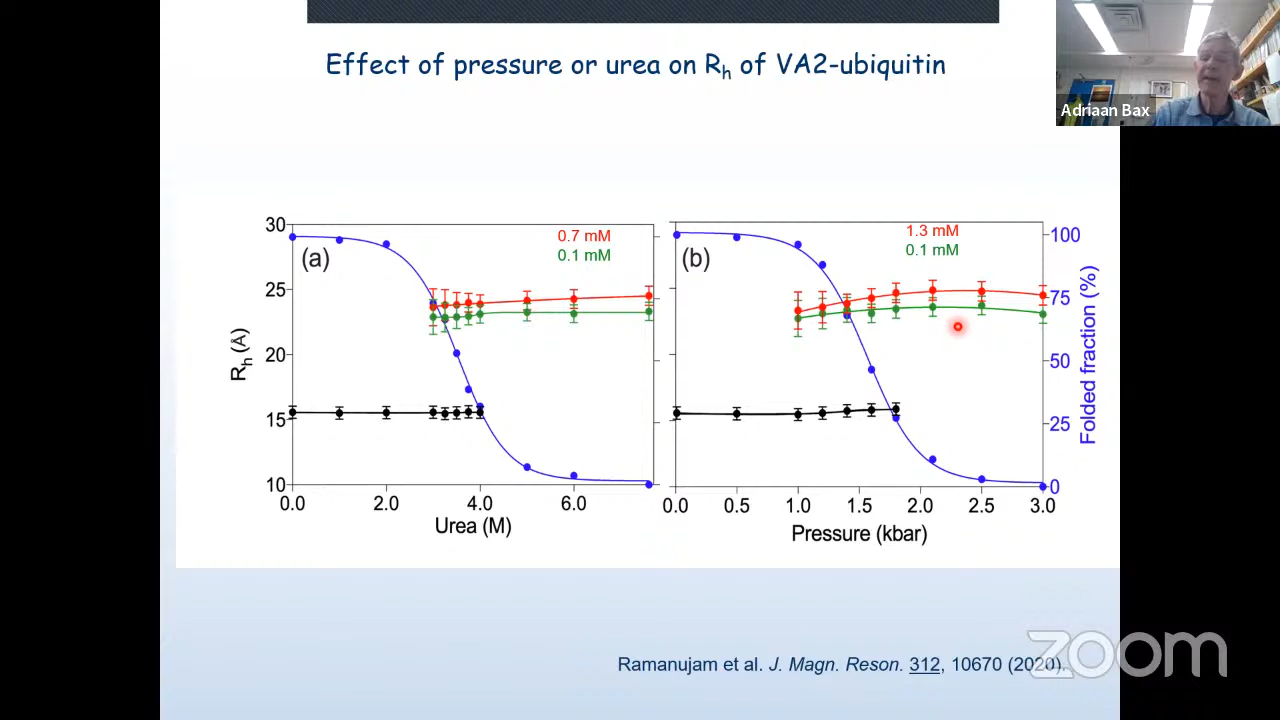 Effect of pressure or urea on Rh of VA2-ubiquitin
Adriaan Bax
30
25
20
15
10
Rh (Å)
(a)
0.7 mM
0.1 mM
0.0 2.0 4.0 6.0
Urea (M)
(b)
1.3 mM
0.1 mM
100
75
50
25
0
Folded fraction (%)
0.0 0.5 1.0 1.5 2.0 2.5 3.0
Pressure (kbar)
Ramanujam et al. J. Magn. Reson. 312, 10670 (2020).
zoom